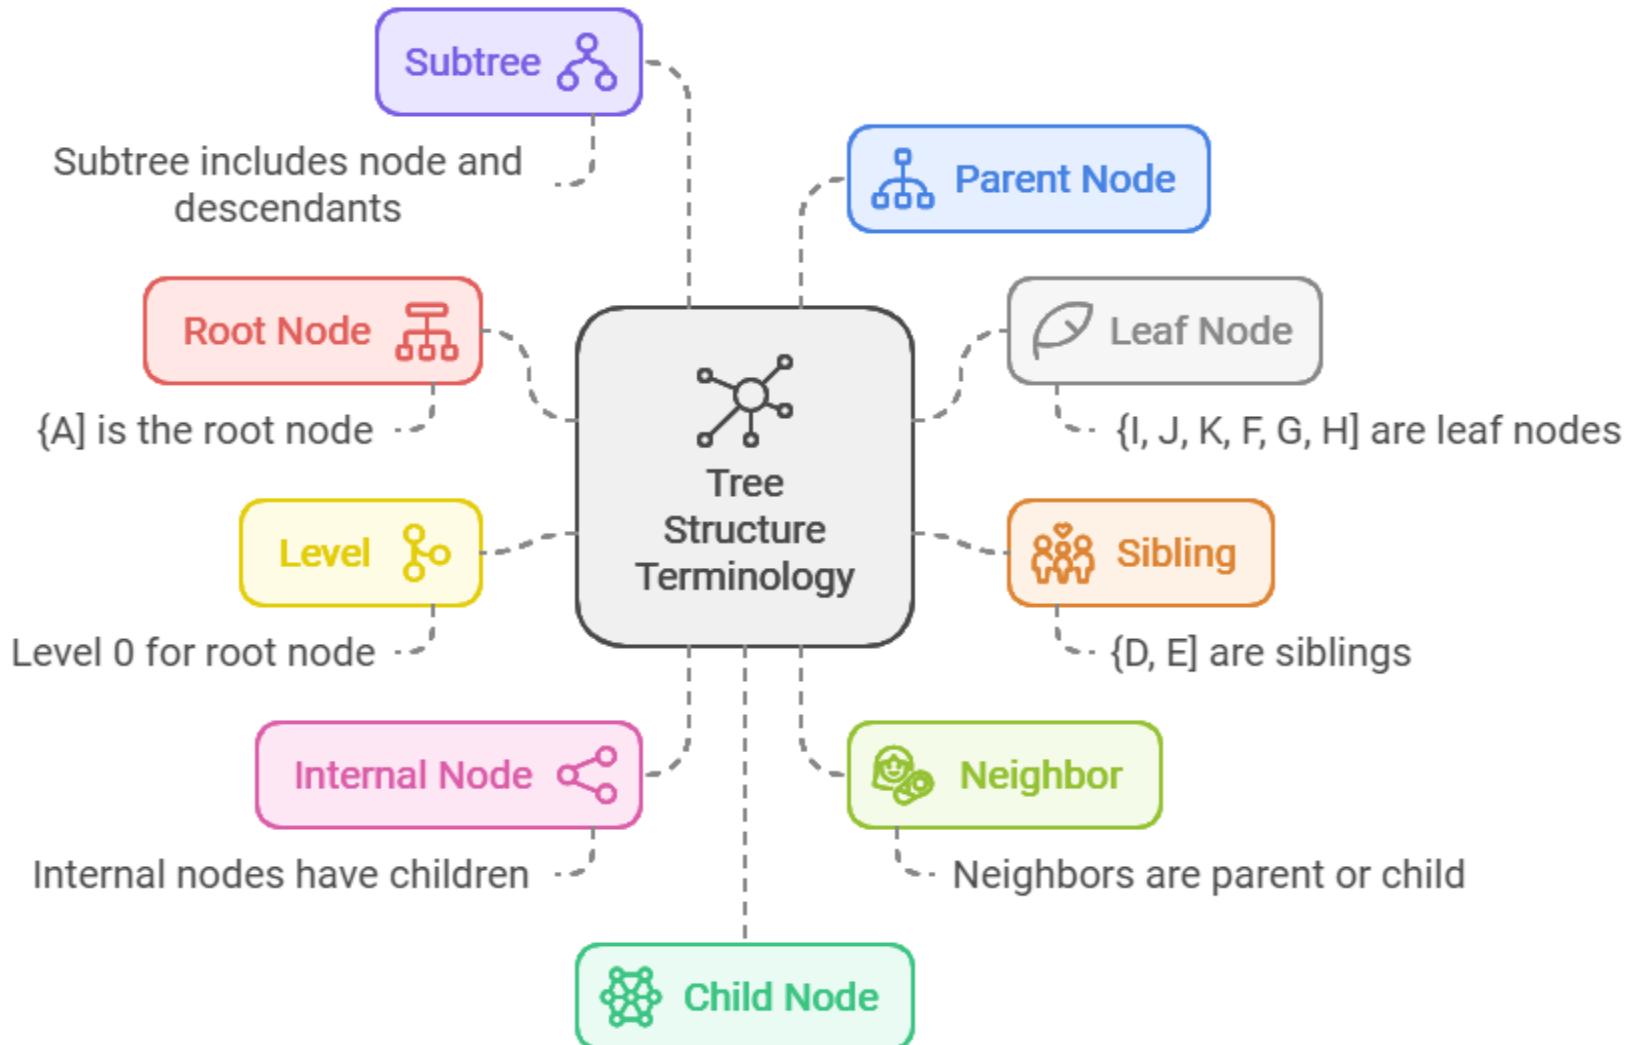 Subtree
Subtree includes node and
descendants
Parent Node
Root Node
{A] is the root node
Leaf Node
{I, J, K, F, G, H] are leaf nodes
Tree
Structure
Terminology
Level
Level 0 for root node
Sibling
{D, E] are siblings
Internal Node
Internal nodes have children
Neighbor
Neighbors are parent or child
Child Node